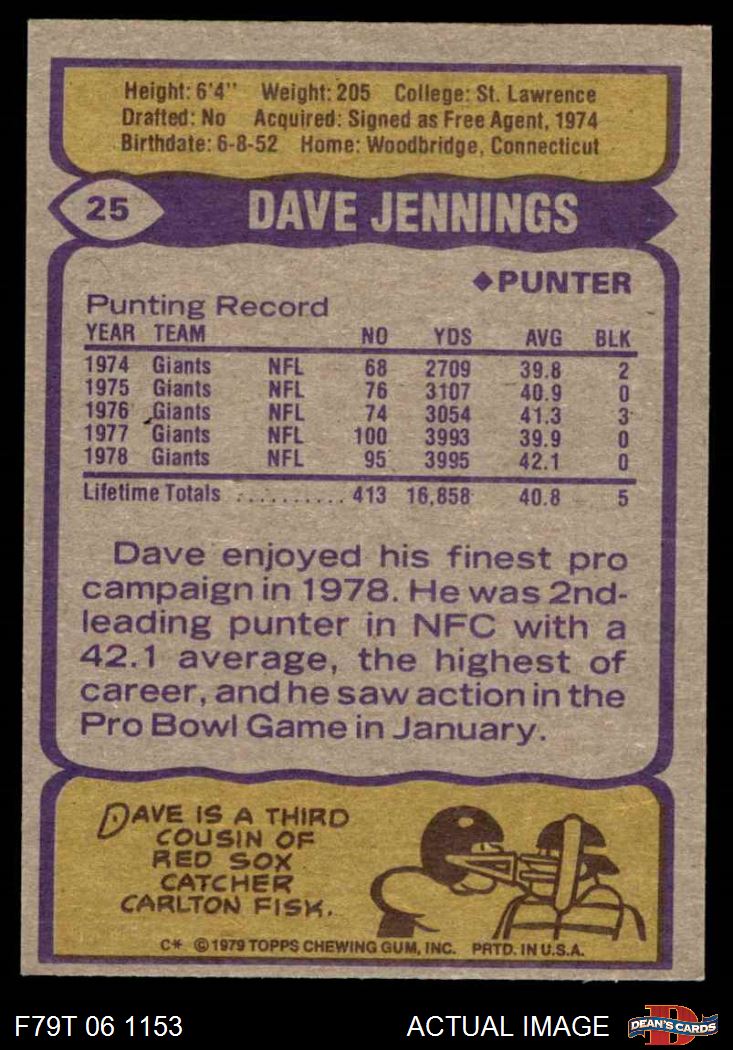 Height: 6'4" Weight: 205 College: St. Lawrence
Drafted: No Acquired: Signed as Free Agent, 1974
Birthdate: 6-8-52 Home: Woodbridge, Connecticut
25 DAVE JENNINGS
◆PUNTER
Punting Record
YEAR TEAM NO YDS AVG BLK
1974 Giants NFL 68 2709 39.8 2
1975 Giants NFL 76 3107 40.9 0
1976 Giants NFL 74 3054 41.3 3
1977 Giants NFL 100 3993 39.9 0
1978 Giants NFL 95 3995 42.1 0
Lifetime Totals .......... 413 16,858 40.8 5
Dave enjoyed his finest pro
campaign in 1978. He was 2nd-
leading punter in NFC with a
42.1 average, the highest of
career, and he saw action in the
Pro Bowl Game in January.
DAVE IS A THIRD
COUSIN OF
RED SOX
CATCHER
CARLTON FISK.
C* © 1979 TOPPS CHEWING GUM, INC. PRTD. IN U.S.A.
F79T 06 1153 ACTUAL IMAGE D DEAN'S CARDS